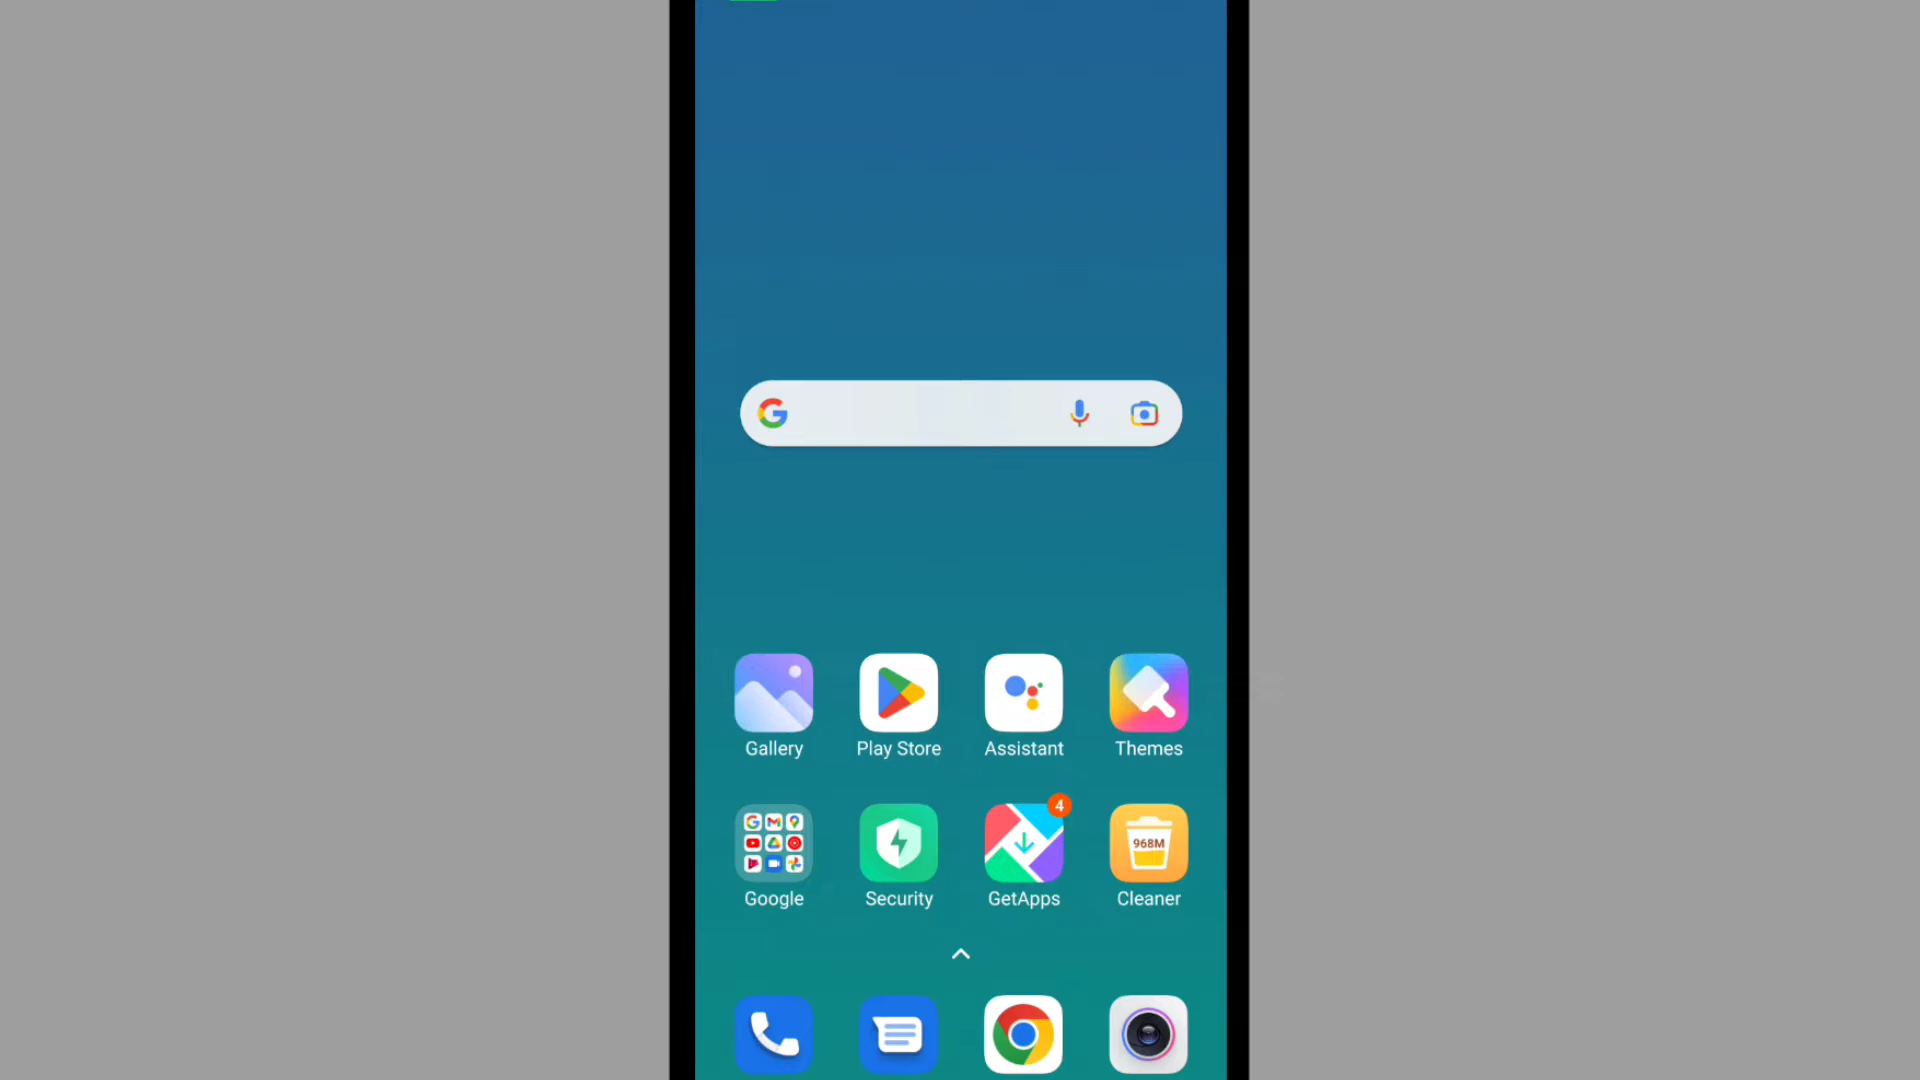 Gallery
Play Store
Assistant
Themes
4
968M
Google
Security
GetApps
Cleaner